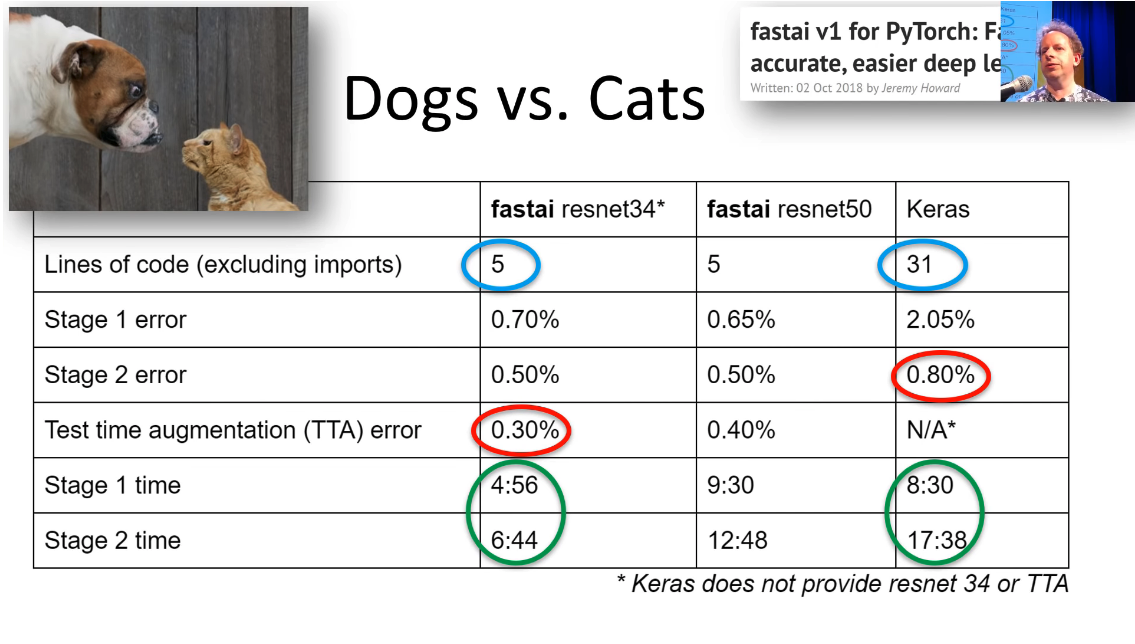 fastai v1 for PyTorch: Fa
accurate, easier deep le
Written: 02 Oct 2018 by Jeremy Howard
Dogs vs. Cats
fastai resnet34* fastai resnet50 Keras
Lines of code (excluding imports) 5 5 31
Stage 1 error 0.70% 0.65% 2.05%
Stage 2 error 0.50% 0.50% 0.80%
Test time augmentation (TTA) error 0.30% 0.40% N/A*
Stage 1 time 4:56 9:30 8:30
Stage 2 time 6:44 12:48 17:38
* Keras does not provide resnet 34 or TTA